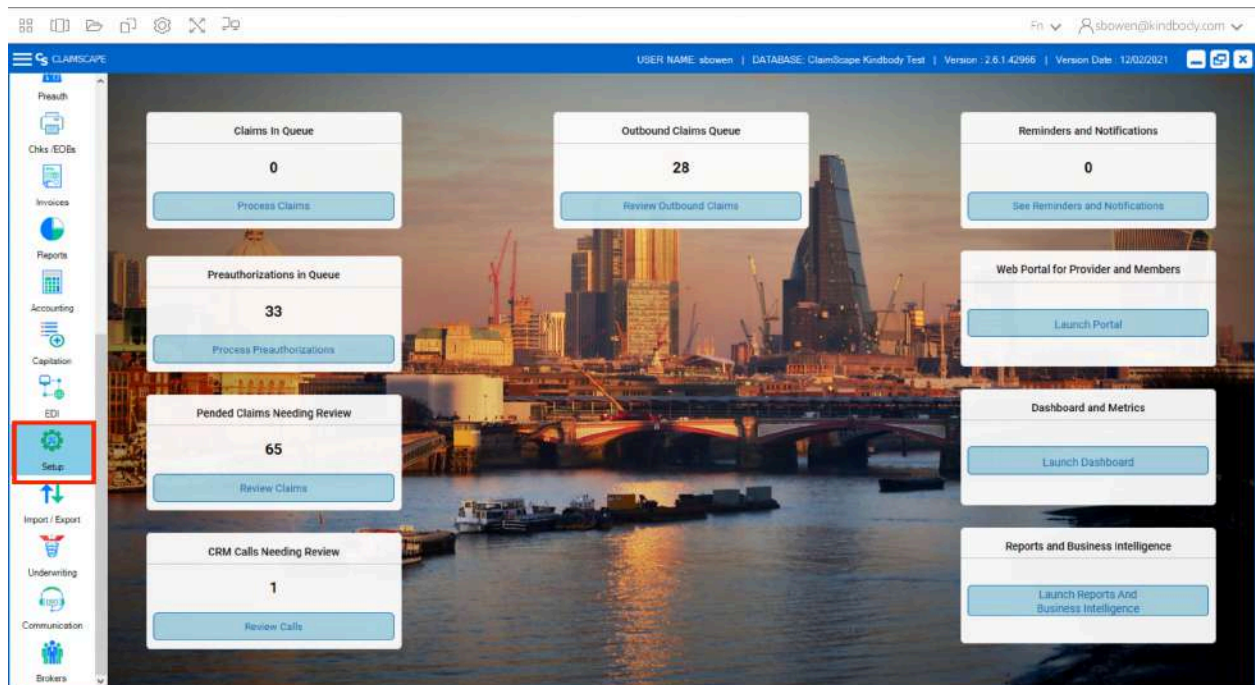 En
sbowen@kindbody.com
CS CLAIMSCAPE
USER NAME: sbowen | DATABASE: ClaimScape Kindbody Test | Version : 2.6.1.42966 | Version Date : 12/02/2021
Preauth
Chks /EOBs
Invoices
Reports
Accounting
Capitation
EDI
Setup
Import / Export
Underwriting
Communication
Brokers
Claims In Queue
0
Process Claims
Outbound Claims Queue
28
Review Outbound Claims
Reminders and Notifications
0
See Reminders and Notifications
Preauthorizations in Queue
33
Process Preauthorizations
Web Portal for Provider and Members
Launch Portal
Pended Claims Needing Review
65
Review Claims
Dashboard and Metrics
Launch Dashboard
CRM Calls Needing Review
1
Review Calls
Reports and Business Intelligence
Launch Reports And
Business Intelligence